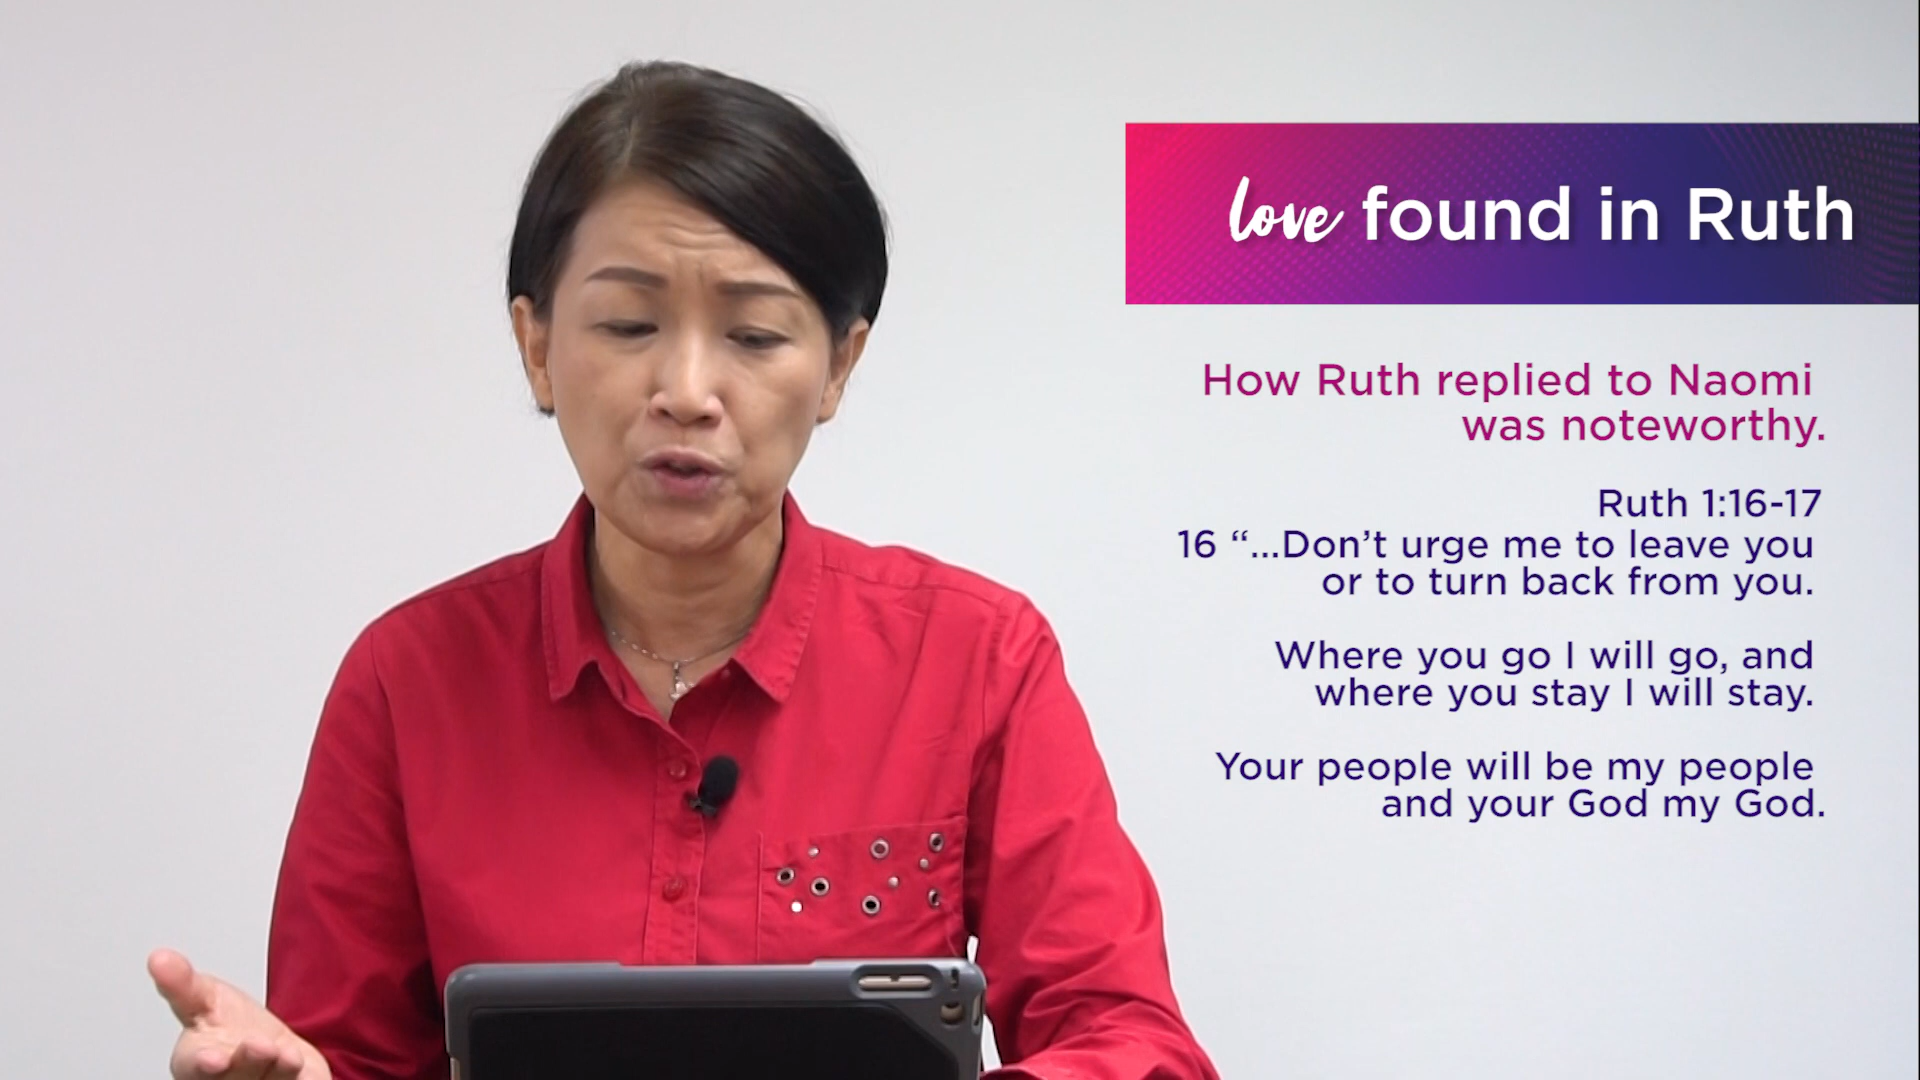 love found in Ruth
How Ruth replied to Naomi
was noteworthy.
Ruth 1:16-17
16 “...Don’t urge me to leave you
or to turn back from you.
Where you go I will go, and
where you stay I will stay.
Your people will be my people
and your God my God.